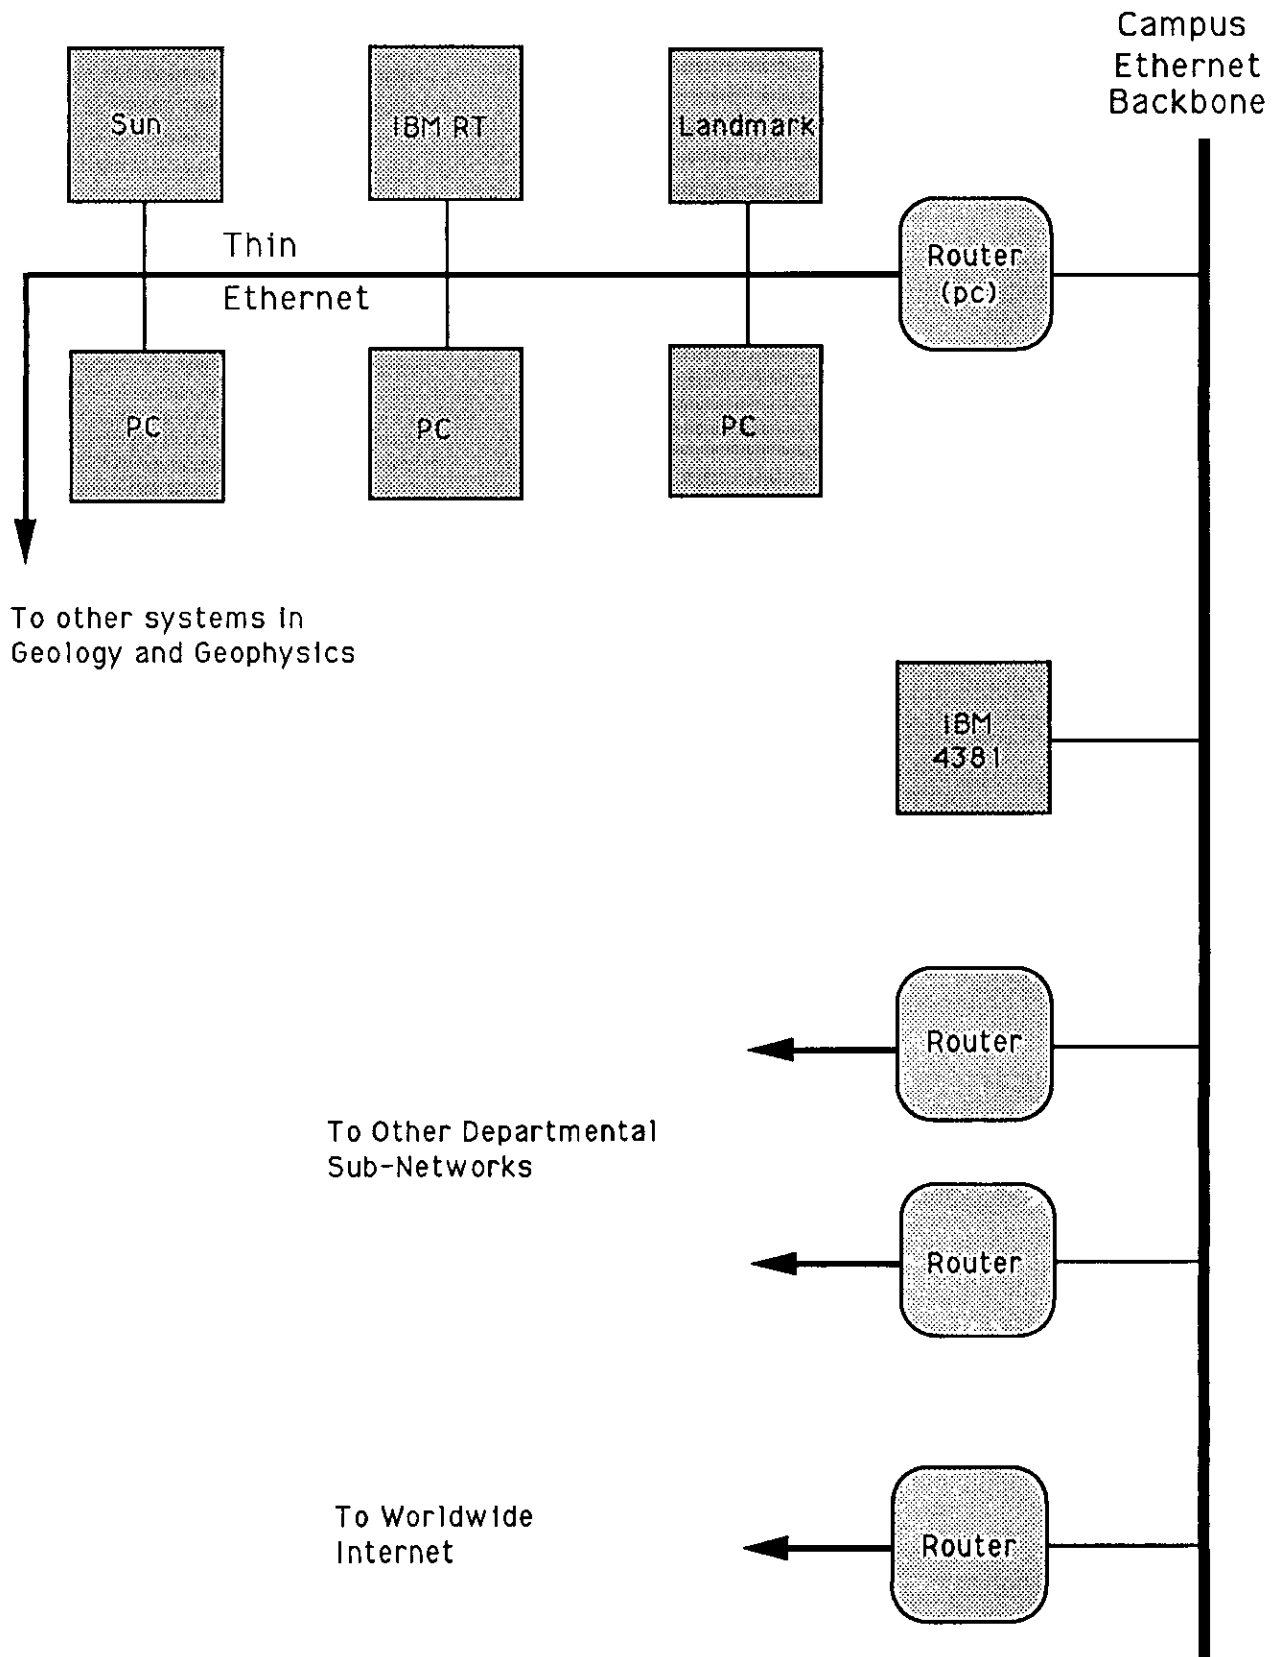 Campus
Ethernet
Backbone
Sun
IBM RT
Landmark
Thin
Ethernet
Router
(pc)
PC
PC
PC
To other systems in
Geology and Geophysics
IBM
4381
Router
To Other Departmental
Sub-Networks
Router
To Worldwide
Internet
Router